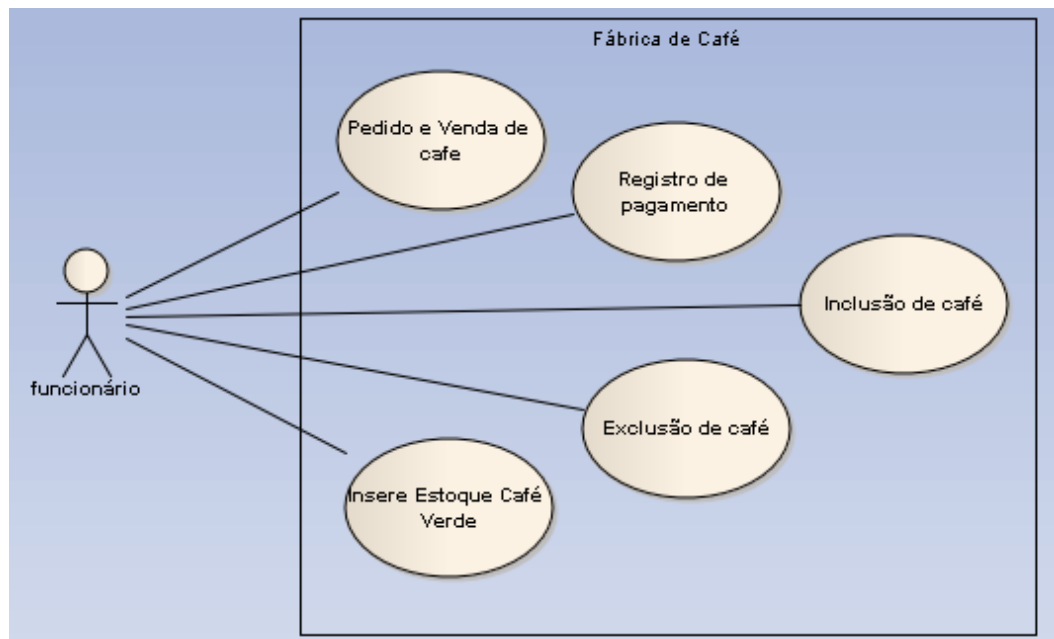 Fábrica de Café
Pedido e Venda de
cafe
Registro de
pagamento
Inclusão de café
funcionário
Exclusão de café
Insere Estoque Café
Verde